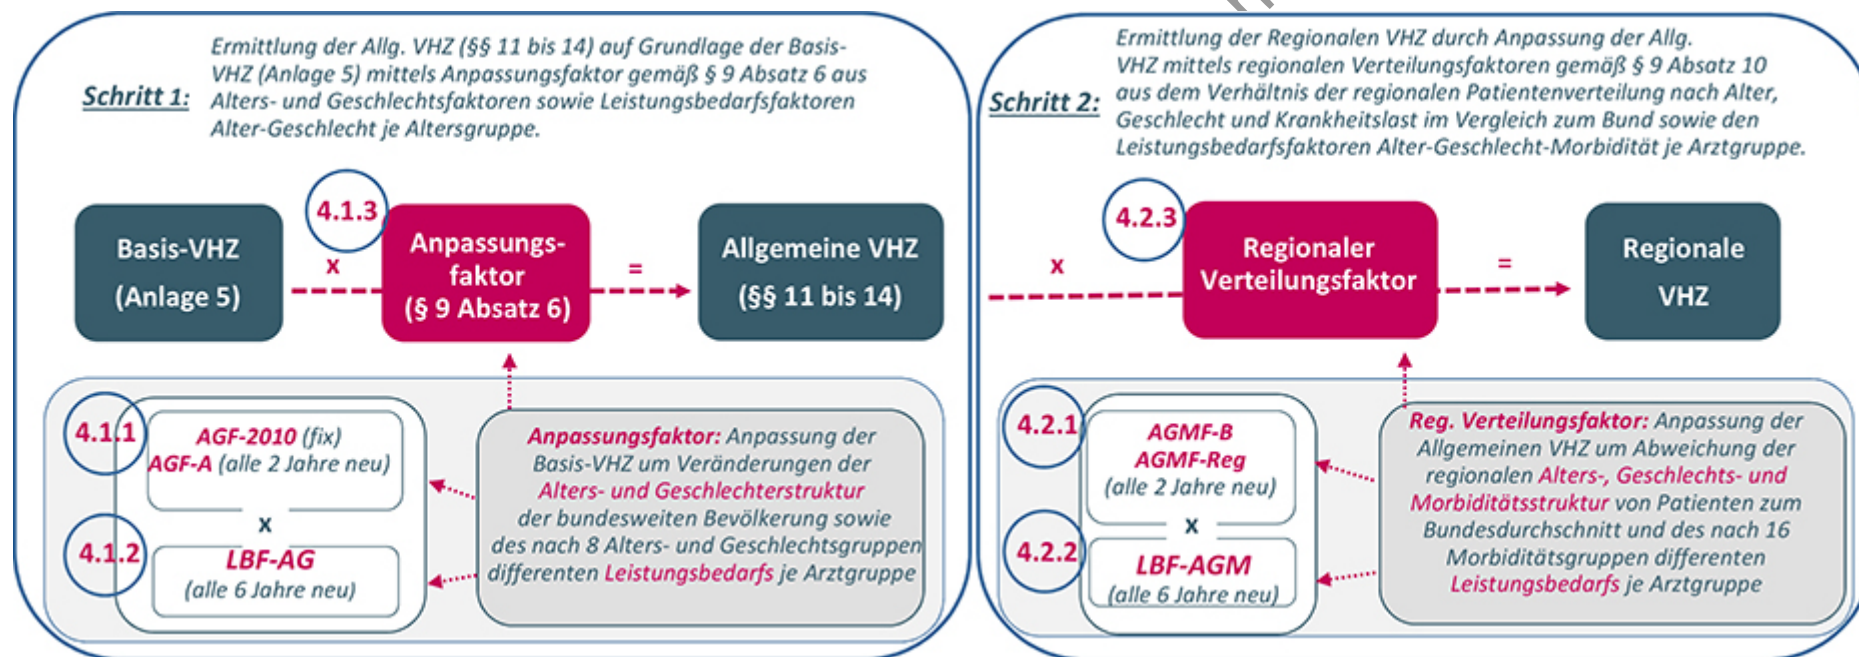 Schritt 1:
Ermittlung der Allg. VHZ (§§ 11 bis 14) auf Grundlage der Basis-
VHZ (Anlage 5) mittels Anpassungsfaktor gemäß § 9 Absatz 6 aus
Alters- und Geschlechtsfaktoren sowie Leistungsbedarfsfaktoren
Alter-Geschlecht je Altersgruppe.
Basis-VHZ
(Anlage 5)
x
4.1.3
Anpassungs-
faktor
(§ 9 Absatz 6)
=
Allgemeine VHZ
(§§ 11 bis 14)
4.1.1
AGF-2010 (fix)
AGF-A (alle 2 Jahre neu)
x
4.1.2
LBF-AG
(alle 6 Jahre neu)
Anpassungsfaktor: Anpassung der
Basis-VHZ um Veränderungen der
Alters- und Geschlechterstruktur
der bundesweiten Bevölkerung sowie
des nach 8 Alters- und Geschlechtsgruppen
differenten Leistungsbedarfs je Arztgruppe
Schritt 2:
Ermittlung der Regionalen VHZ durch Anpassung der Allg.
VHZ mittels regionalen Verteilungsfaktoren gemäß § 9 Absatz 10
aus dem Verhältnis der regionalen Patientenverteilung nach Alter,
Geschlecht und Krankheitslast im Vergleich zum Bund sowie den
Leistungsbedarfsfaktoren Alter-Geschlecht-Morbidität je Arztgruppe.
x
4.2.3
Regionaler
Verteilungsfaktor
=
Regionale
VHZ
4.2.1
AGMF-B
AGMF-Reg
(alle 2 Jahre neu)
x
4.2.2
LBF-AGM
(alle 6 Jahre neu)
Reg. Verteilungsfaktor: Anpassung der
Allgemeinen VHZ um Abweichung der
regionalen Alters-, Geschlechts- und
Morbiditätsstruktur von Patienten zum
Bundesdurchschnitt und des nach 16
Morbiditätsgruppen differenten
Leistungsbedarfs je Arztgruppe